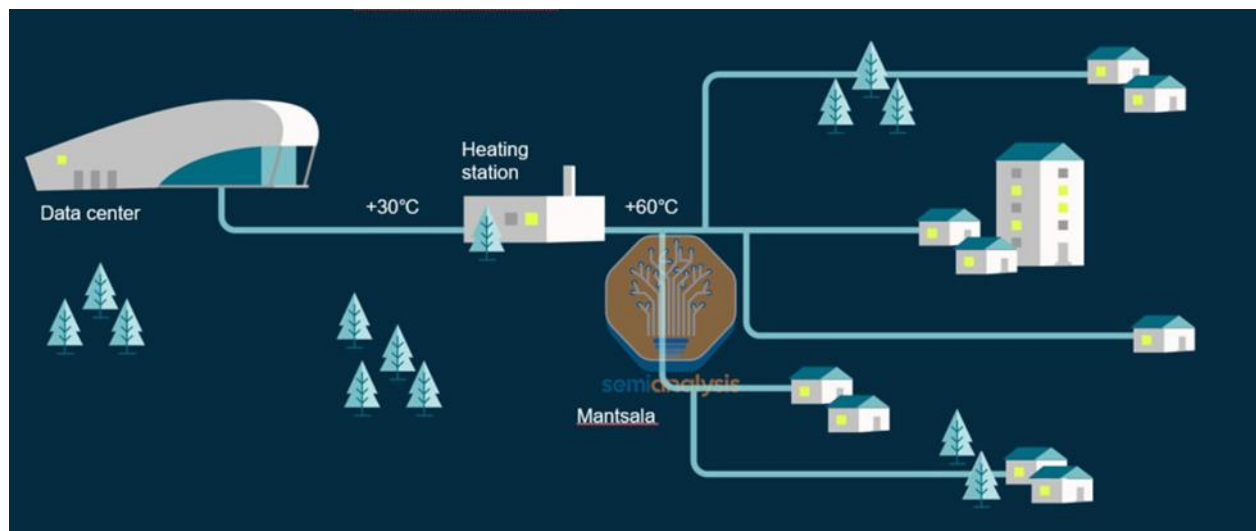 Heating
station
+30°C
+60°C
Data center
semianalysis
Mantsala